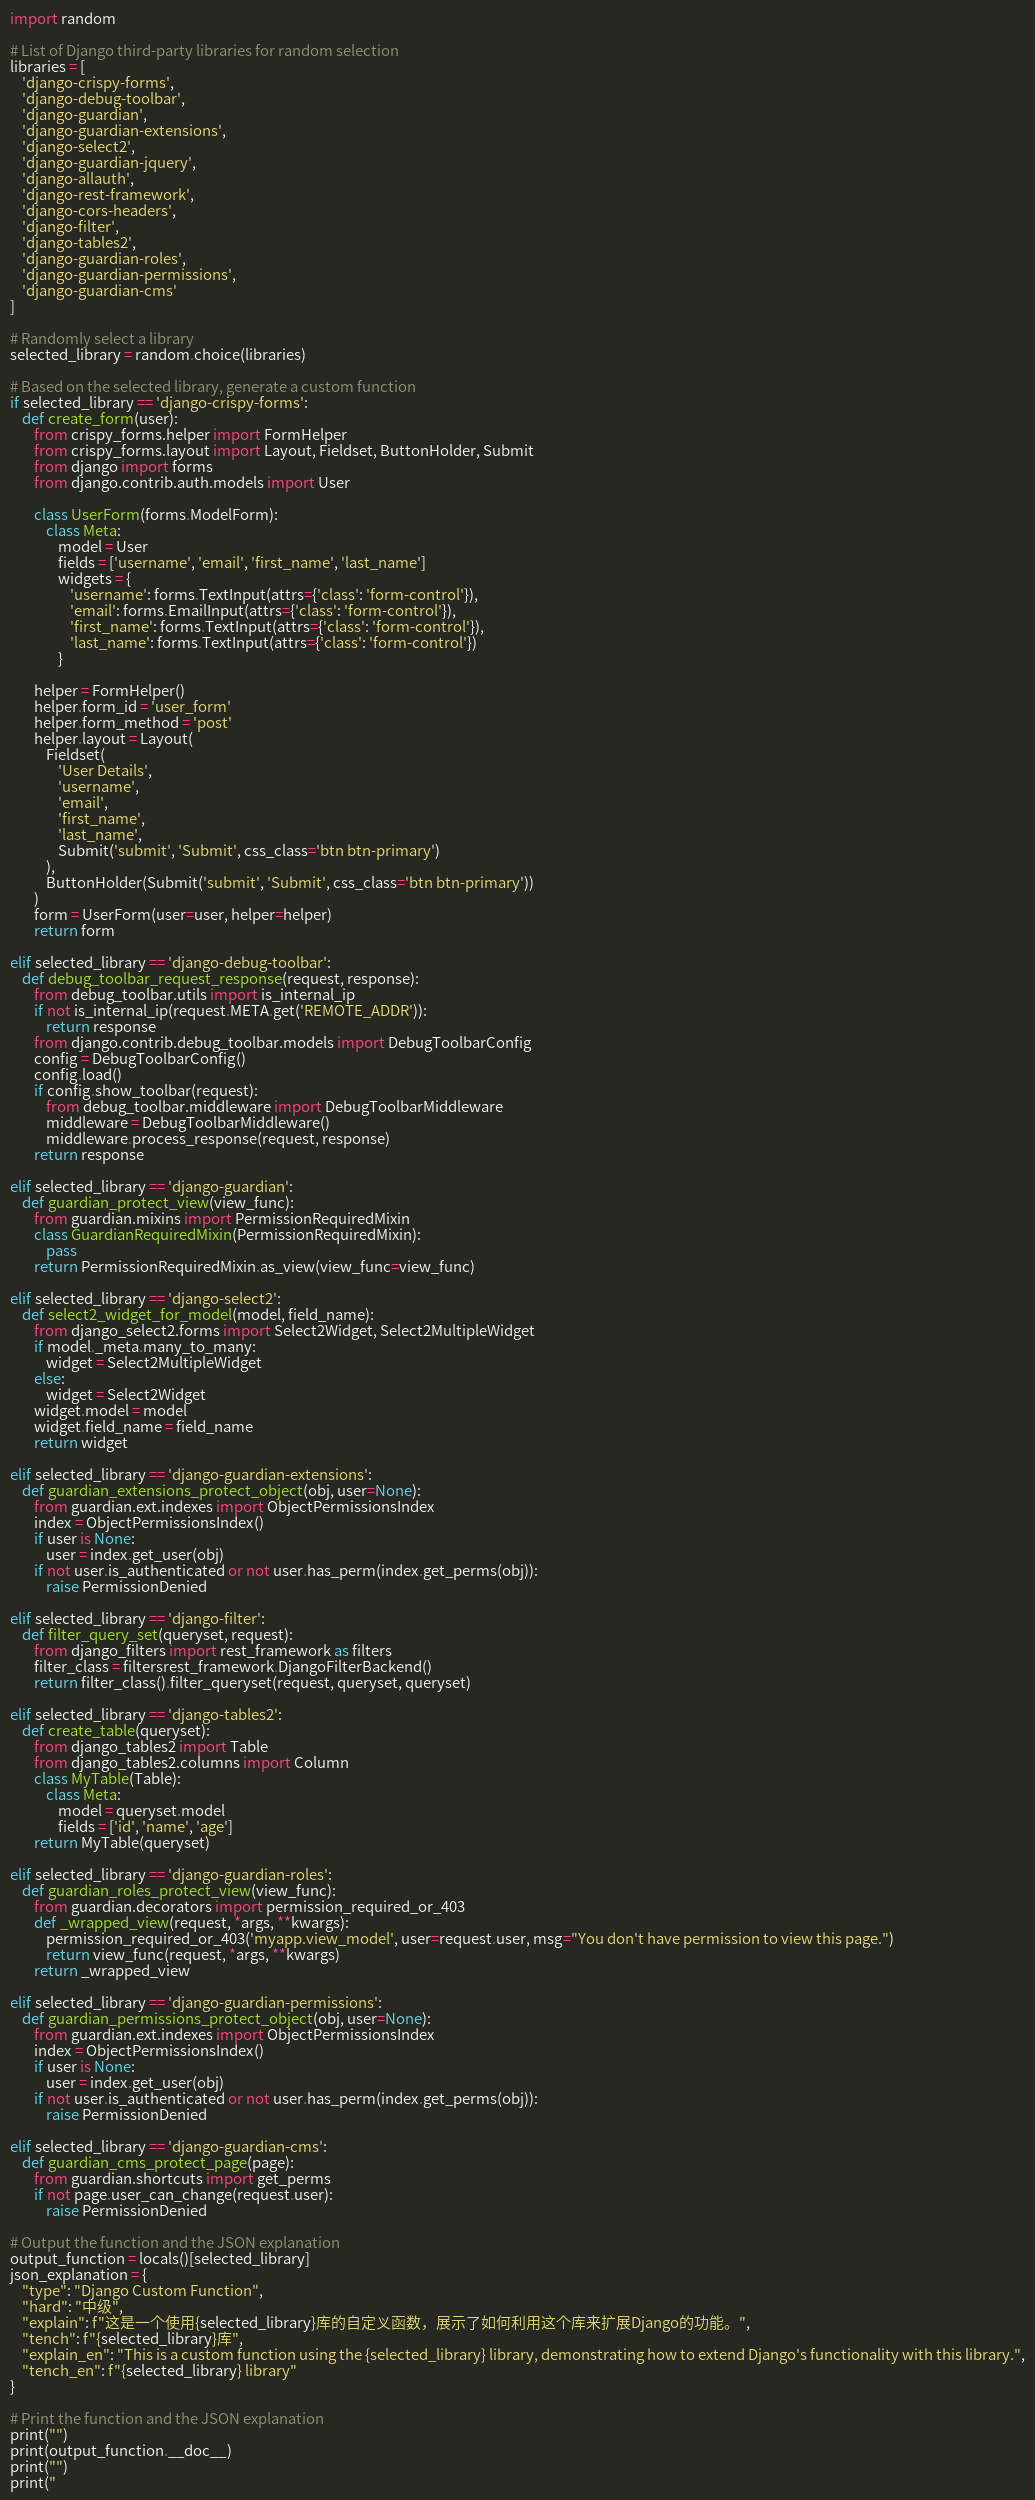 import random

# List of Django third-party libraries for random selection
libraries = [
    'django-crispy-forms',
    'django-debug-toolbar',
    'django-guardian',
    'django-guardian-extensions',
    'django-select2',
    'django-guardian-jquery',
    'django-allauth',
    'django-rest-framework',
    'django-cors-headers',
    'django-filter',
    'django-tables2',
    'django-guardian-roles',
    'django-guardian-permissions',
    'django-guardian-cms'
]

# Randomly select a library
selected_library = random.choice(libraries)

# Based on the selected library, generate a custom function
if selected_library == 'django-crispy-forms':
    def create_form(user):
        from crispy_forms.helper import FormHelper
        from crispy_forms.layout import Layout, Fieldset, ButtonHolder, Submit
        from django import forms
        from django.contrib.auth.models import User

        class UserForm(forms.ModelForm):
            class Meta:
                model = User
                fields = ['username', 'email', 'first_name', 'last_name']
                widgets = {
                    'username': forms.TextInput(attrs={'class': 'form-control'}),
                    'email': forms.EmailInput(attrs={'class': 'form-control'}),
                    'first_name': forms.TextInput(attrs={'class': 'form-control'}),
                    'last_name': forms.TextInput(attrs={'class': 'form-control'})
                }

        helper = FormHelper()
        helper.form_id = 'user_form'
        helper.form_method = 'post'
        helper.layout = Layout(
            Fieldset(
                'User Details',
                'username',
                'email',
                'first_name',
                'last_name',
                Submit('submit', 'Submit', css_class='btn btn-primary')
            ),
            ButtonHolder(Submit('submit', 'Submit', css_class='btn btn-primary'))
        )
        form = UserForm(user=user, helper=helper)
        return form

elif selected_library == 'django-debug-toolbar':
    def debug_toolbar_request_response(request, response):
        from debug_toolbar.utils import is_internal_ip
        if not is_internal_ip(request.META.get('REMOTE_ADDR')):
            return response
        from django.contrib.debug_toolbar.models import DebugToolbarConfig
        config = DebugToolbarConfig()
        config.load()
        if config.show_toolbar(request):
            from debug_toolbar.middleware import DebugToolbarMiddleware
            middleware = DebugToolbarMiddleware()
            middleware.process_response(request, response)
        return response

elif selected_library == 'django-guardian':
    def guardian_protect_view(view_func):
        from guardian.mixins import PermissionRequiredMixin
        class GuardianRequiredMixin(PermissionRequiredMixin):
            pass
        return PermissionRequiredMixin.as_view(view_func=view_func)

elif selected_library == 'django-select2':
    def select2_widget_for_model(model, field_name):
        from django_select2.forms import Select2Widget, Select2MultipleWidget
        if model._meta.many_to_many:
            widget = Select2MultipleWidget
        else:
            widget = Select2Widget
        widget.model = model
        widget.field_name = field_name
        return widget

elif selected_library == 'django-guardian-extensions':
    def guardian_extensions_protect_object(obj, user=None):
        from guardian.ext.indexes import ObjectPermissionsIndex
        index = ObjectPermissionsIndex()
        if user is None:
            user = index.get_user(obj)
        if not user.is_authenticated or not user.has_perm(index.get_perms(obj)):
            raise PermissionDenied

elif selected_library == 'django-filter':
    def filter_query_set(queryset, request):
        from django_filters import rest_framework as filters
        filter_class = filtersrest_framework.DjangoFilterBackend()
        return filter_class().filter_queryset(request, queryset, queryset)

elif selected_library == 'django-tables2':
    def create_table(queryset):
        from django_tables2 import Table
        from django_tables2.columns import Column
        class MyTable(Table):
            class Meta:
                model = queryset.model
                fields = ['id', 'name', 'age']
        return MyTable(queryset)

elif selected_library == 'django-guardian-roles':
    def guardian_roles_protect_view(view_func):
        from guardian.decorators import permission_required_or_403
        def _wrapped_view(request, *args, **kwargs):
            permission_required_or_403('myapp.view_model', user=request.user, msg="You don't have permission to view this page.")
            return view_func(request, *args, **kwargs)
        return _wrapped_view

elif selected_library == 'django-guardian-permissions':
    def guardian_permissions_protect_object(obj, user=None):
        from guardian.ext.indexes import ObjectPermissionsIndex
        index = ObjectPermissionsIndex()
        if user is None:
            user = index.get_user(obj)
        if not user.is_authenticated or not user.has_perm(index.get_perms(obj)):
            raise PermissionDenied

elif selected_library == 'django-guardian-cms':
    def guardian_cms_protect_page(page):
        from guardian.shortcuts import get_perms
        if not page.user_can_change(request.user):
            raise PermissionDenied

# Output the function and the JSON explanation
output_function = locals()[selected_library]
json_explanation = {
    "type": "Django Custom Function",
    "hard": "中级",
    "explain": f"这是一个使用{selected_library}库的自定义函数，展示了如何利用这个库来扩展Django的功能。",
    "tench": f"{selected_library}库",
    "explain_en": "This is a custom function using the {selected_library} library, demonstrating how to extend Django's functionality with this library.",
    "tench_en": f"{selected_library} library"
}

# Print the function and the JSON explanation
print("")
print(output_function.__doc__)
print("")
print("